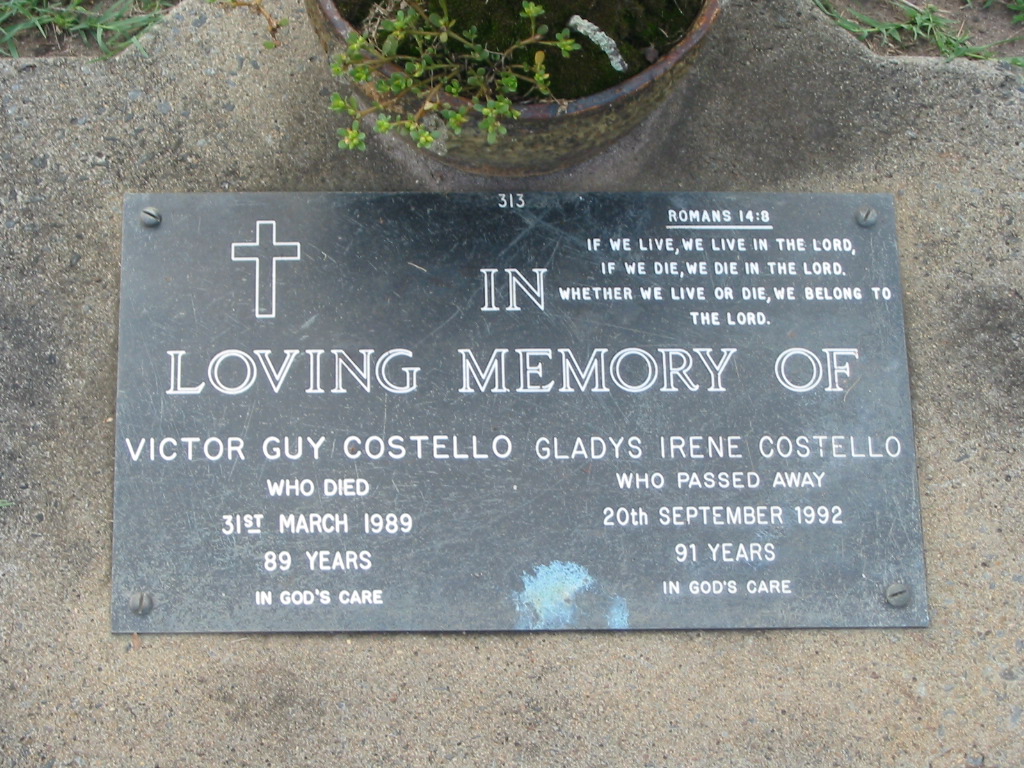 313
ROMANS 14:8
IF WE LIVE, WE LIVE IN THE LORD,
IF WE DIE, WE DIE IN THE LORD.
WHETHER WE LIVE OR DIE, WE BELONG TO
THE LORD.
IN
LOVING MEMORY OF
VICTOR GUY COSTELLO
WHO DIED
31ST MARCH 1989
89 YEARS
IN GOD'S CARE
GLADYS IRENE COSTELLO
WHO PASSED AWAY
20th SEPTEMBER 1992
91 YEARS
IN GOD'S CARE